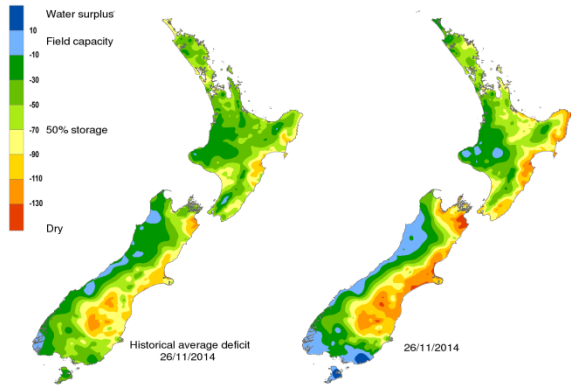 Water surplus
10
Field capacity
-10
-30
-50
50% storage
-70
-90
-110
-130
Dry
Historical average deficit
26/11/2014
26/11/2014